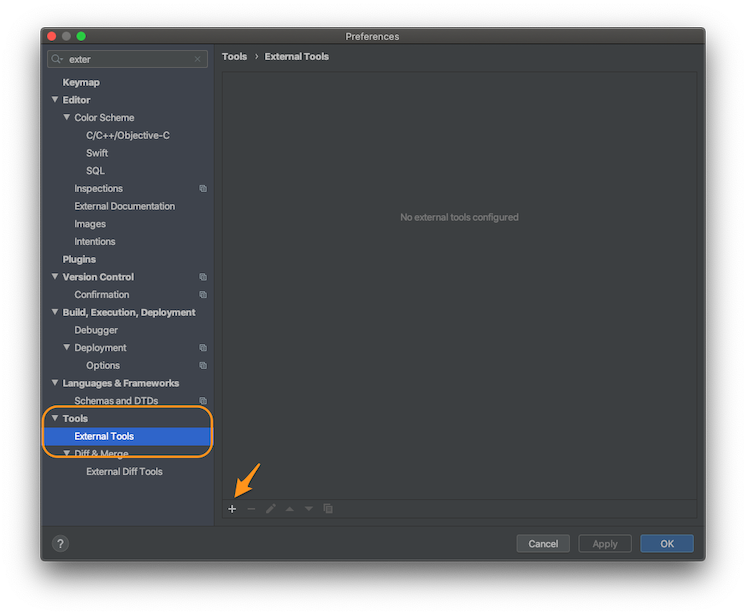 Preferences
exter
Tools › External Tools
Keymap
Editor
Color Scheme
C/C++/Objective-C
Swift
SQL
Inspections
External Documentation
Images
Intentions
Plugins
Version Control
Confirmation
Build, Execution, Deployment
Debugger
Deployment
Options
Languages & Frameworks
Schemas and DTDs
Tools
External Tools
Diff & Merge
External Diff Tools
No external tools configured
?
Cancel
Apply
OK